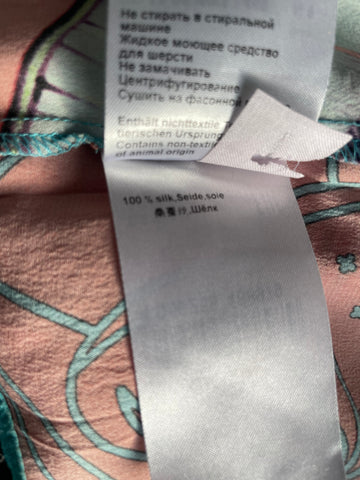 Не стирать в стиральной
машине
Жидкое моющее средство
для шерсти
Не замачивать
Центрифугирование
Сушить на фасонной
Enthält nichttextile
tierischen Ursprung
Contains non-textil
of animal origin
100 % silk,Seide,soie
桑蚕丝,Шёлк